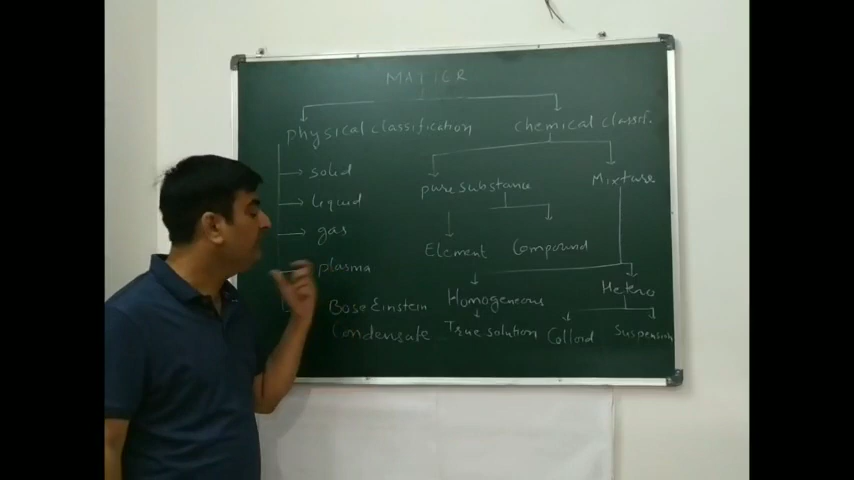 MATTER
physical classification
chemical classif.
solid
liquid
gas
plasma
Bose Einstein
Condensate
pure substance
Mixture
Element
Compound
Homogeneous
Hetero
True solution
Colloid
Suspension